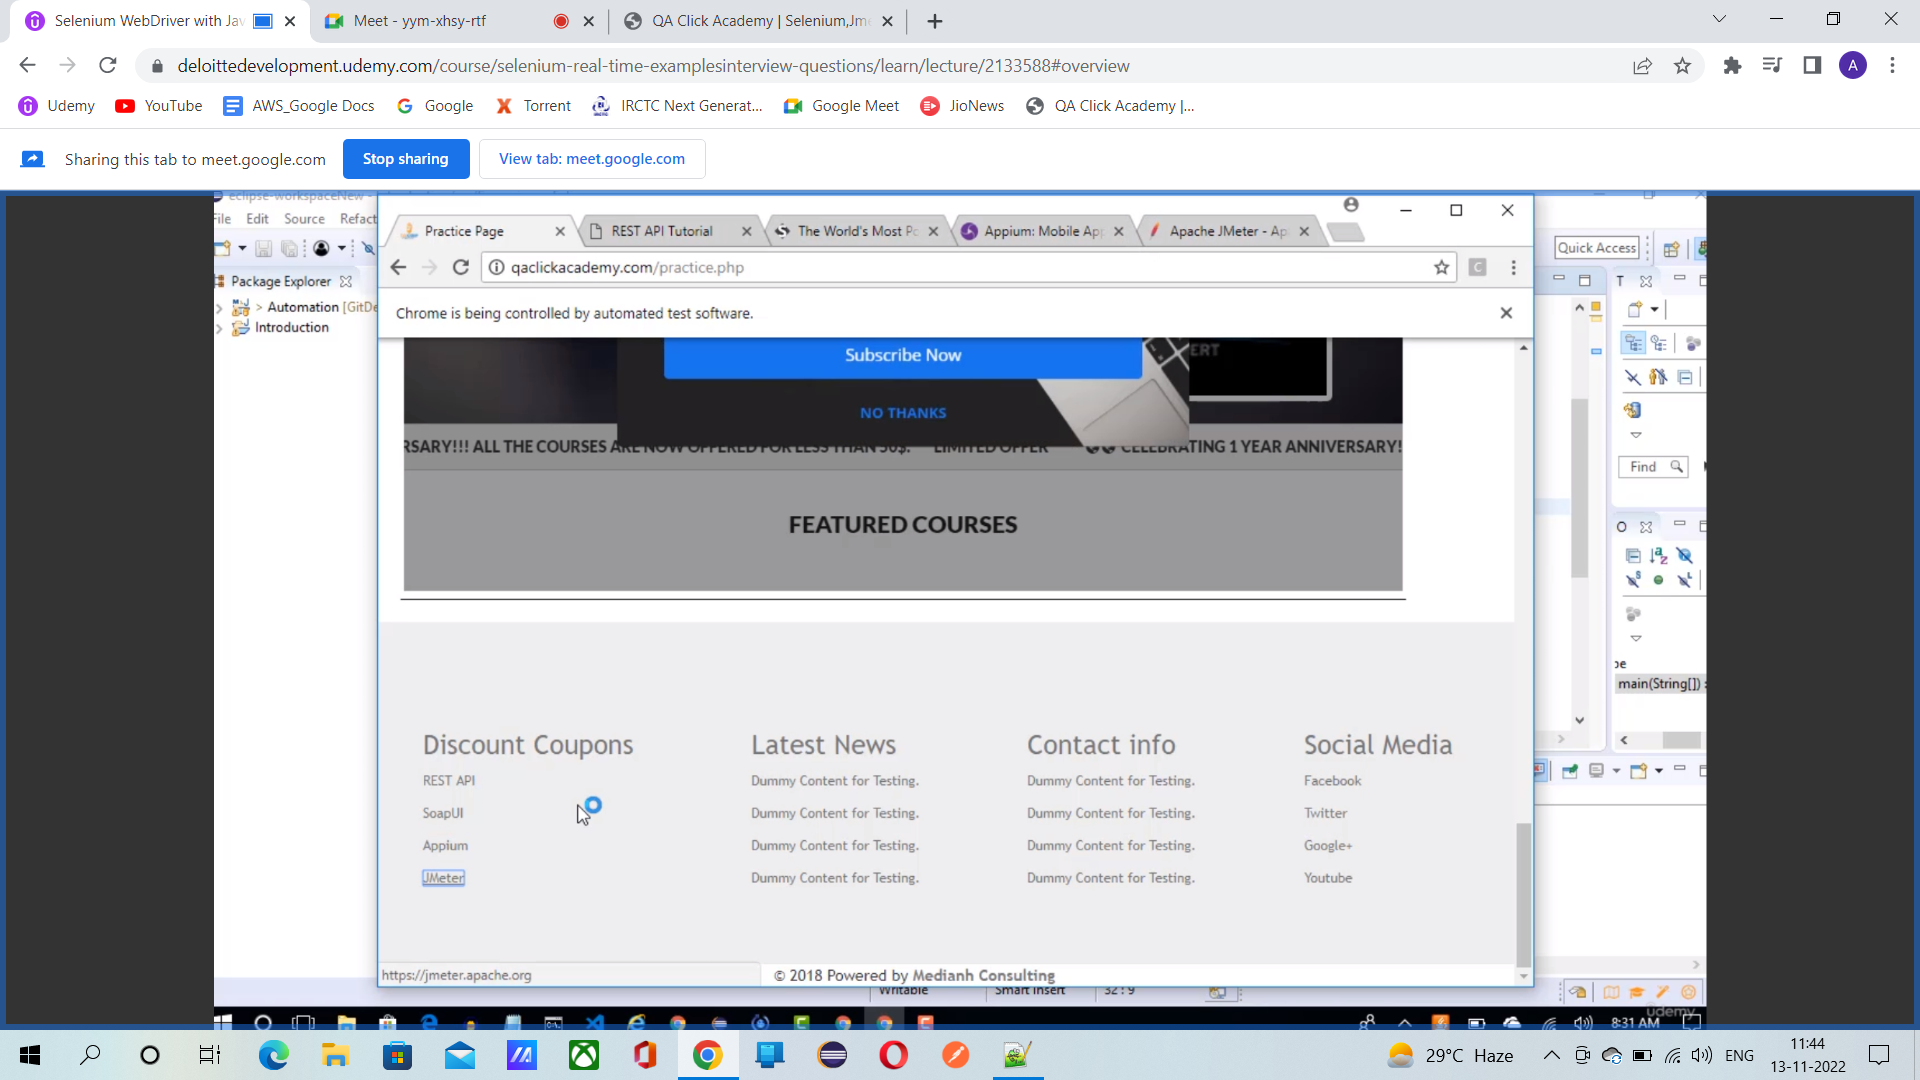 Selenium WebDriver with Jav
Meet - yym-xhsy-rtf
QA Click Academy | Selenium,Jme
deloittedevelopment.udemy.com/course/selenium-real-time-examplesinterview-questions/learn/lecture/2133588#overview
A
Udemy
YouTube
AWS_Google Docs
Google
Torrent
IRCTC Next Generat...
Google Meet
JioNews
QA Click Academy |...
Sharing this tab to meet.google.com
Stop sharing
View tab: meet.google.com
eclipse-workspaceNew -
File Edit Source Refact
Quick Access
Package Explorer
> Automation [GitDe
Introduction
Practice Page
REST API Tutorial
The World's Most Po
Appium: Mobile App
Apache JMeter - Ap
qaclickacademy.com/practice.php
C
Chrome is being controlled by automated test software.
Subscribe Now
ERT
NO THANKS
RSARY!!! ALL THE COURSES ARE NOW OFFERED FOR LESS THAN 50$. LIMITED OFFER CELEBRATING 1 YEAR ANNIVERSARY!
FEATURED COURSES
T
Find
O
main(String[]) :
Discount Coupons
REST API
SoapUI
Appium
JMeter
Latest News
Dummy Content for Testing.
Dummy Content for Testing.
Dummy Content for Testing.
Dummy Content for Testing.
Contact info
Dummy Content for Testing.
Dummy Content for Testing.
Dummy Content for Testing.
Dummy Content for Testing.
Social Media
Facebook
Twitter
Google+
Youtube
https://jmeter.apache.org
© 2018 Powered by Medianh Consulting
Writable Smart Insert 32 : 9
udemy
8:31 AM
29°C Haze
ENG
11:44
13-11-2022